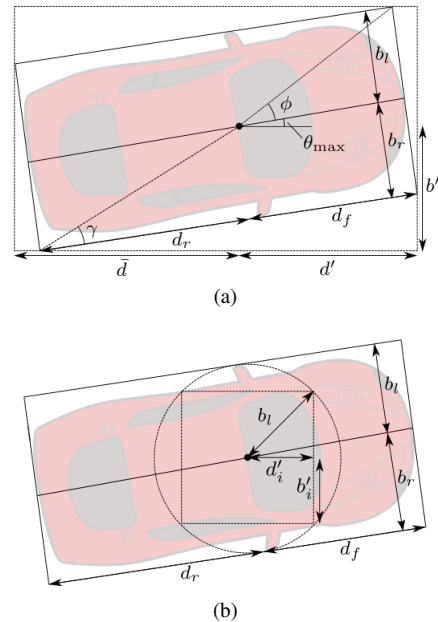 b_l
ϕ
θ_max
b_r
b′
γ
d_r
d_f
d̄
d′
(a)
b_l
b_l
d′_i
b′_i
b_r
d_r
d_f
(b)